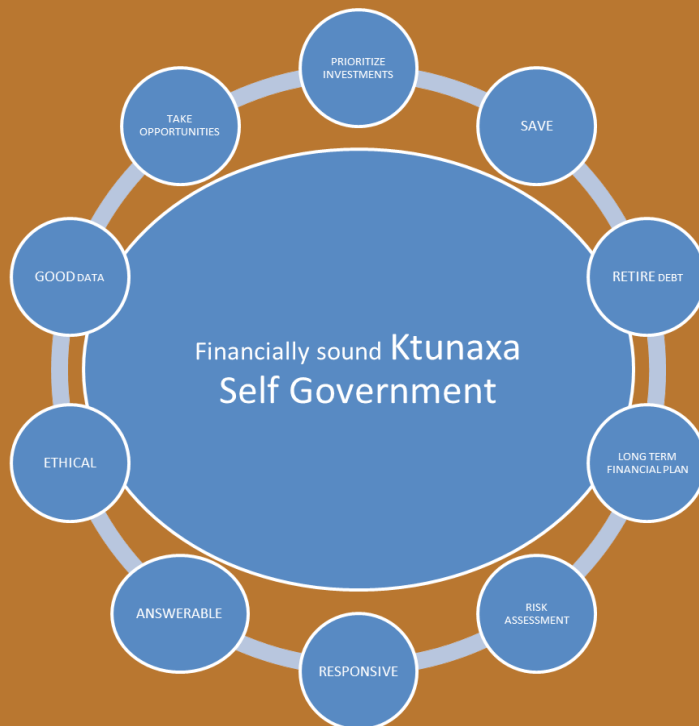 PRIORITIZE
INVESTMENTS
SAVE
RETIRE DEBT
LONG TERM
FINANCIAL PLAN
RISK
ASSESSMENT
RESPONSIVE
ANSWERABLE
ETHICAL
GOOD DATA
TAKE
OPPORTUNITIES
Financially sound Ktunaxa
Self Government